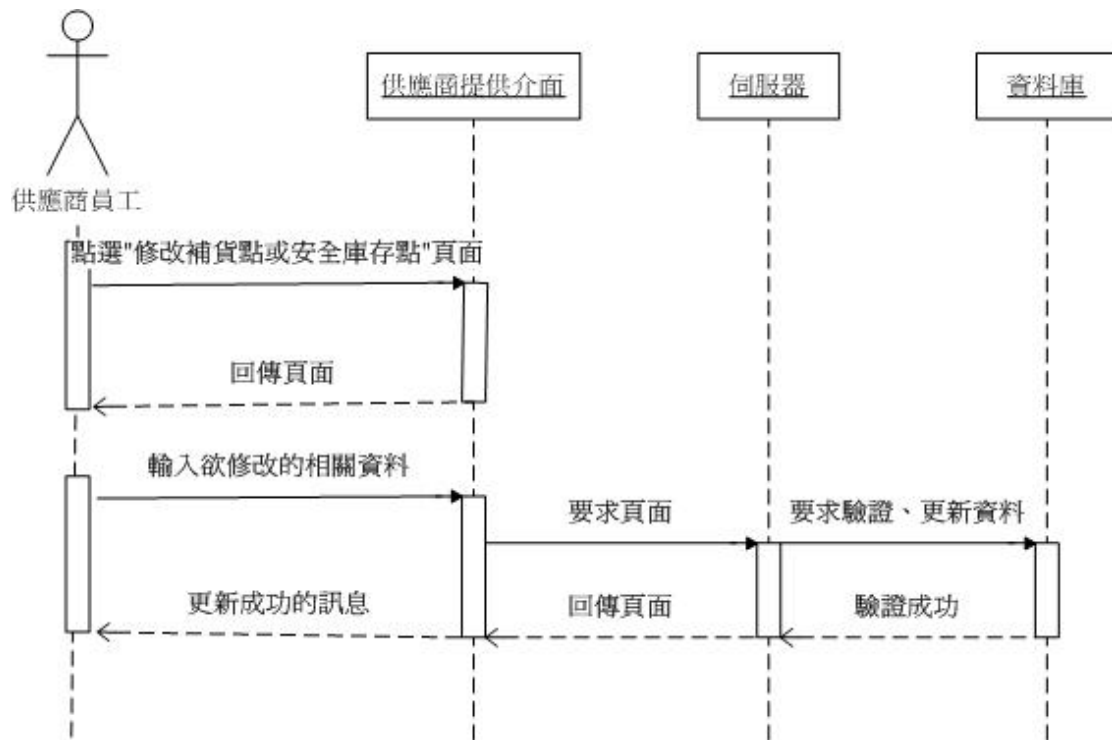 供應商提供介面
伺服器
資料庫
供應商員工
點選"修改補貨點或安全庫存點"頁面
回傳頁面
輸入欲修改的相關資料
要求頁面
要求驗證、更新資料
更新成功的訊息
回傳頁面
驗證成功